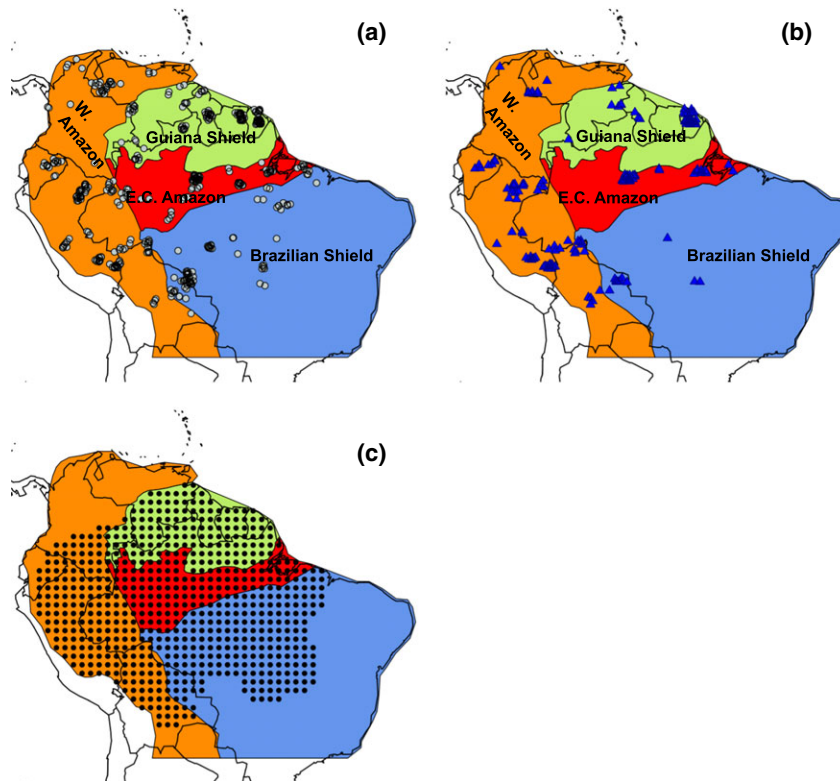 (a)
W. Amazon
Guiana Shield
E.C. Amazon
Brazilian Shield
(b)
W. Amazon
Guiana Shield
E.C. Amazon
Brazilian Shield
(c)